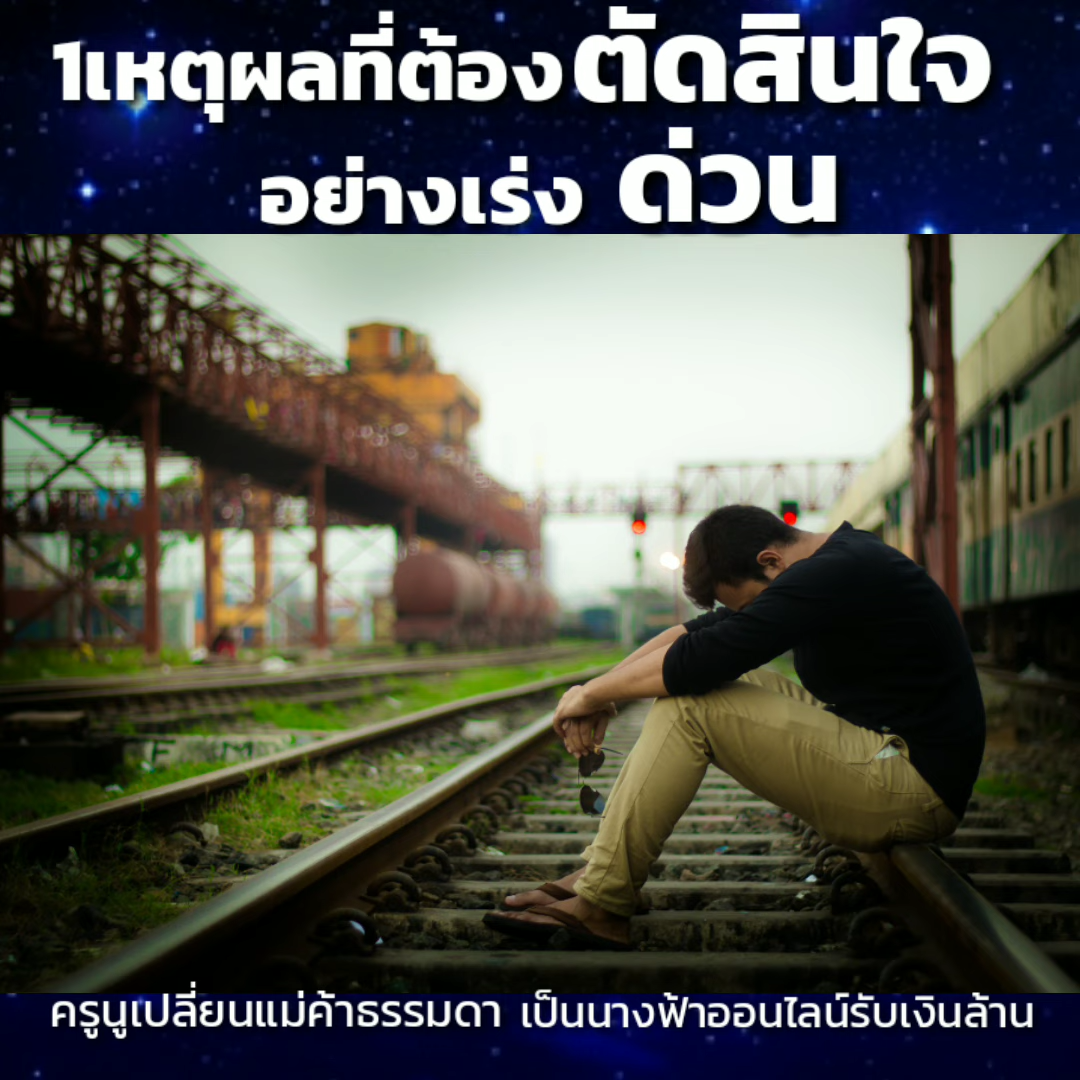 1เหตุผลที่ต้องตัดสินใจ
อย่างเร่ง ด่วน
ครูนูเปลี่ยนแม่ค้าธรรมดา เป็นนางฟ้าออนไลน์รับเงินล้าน